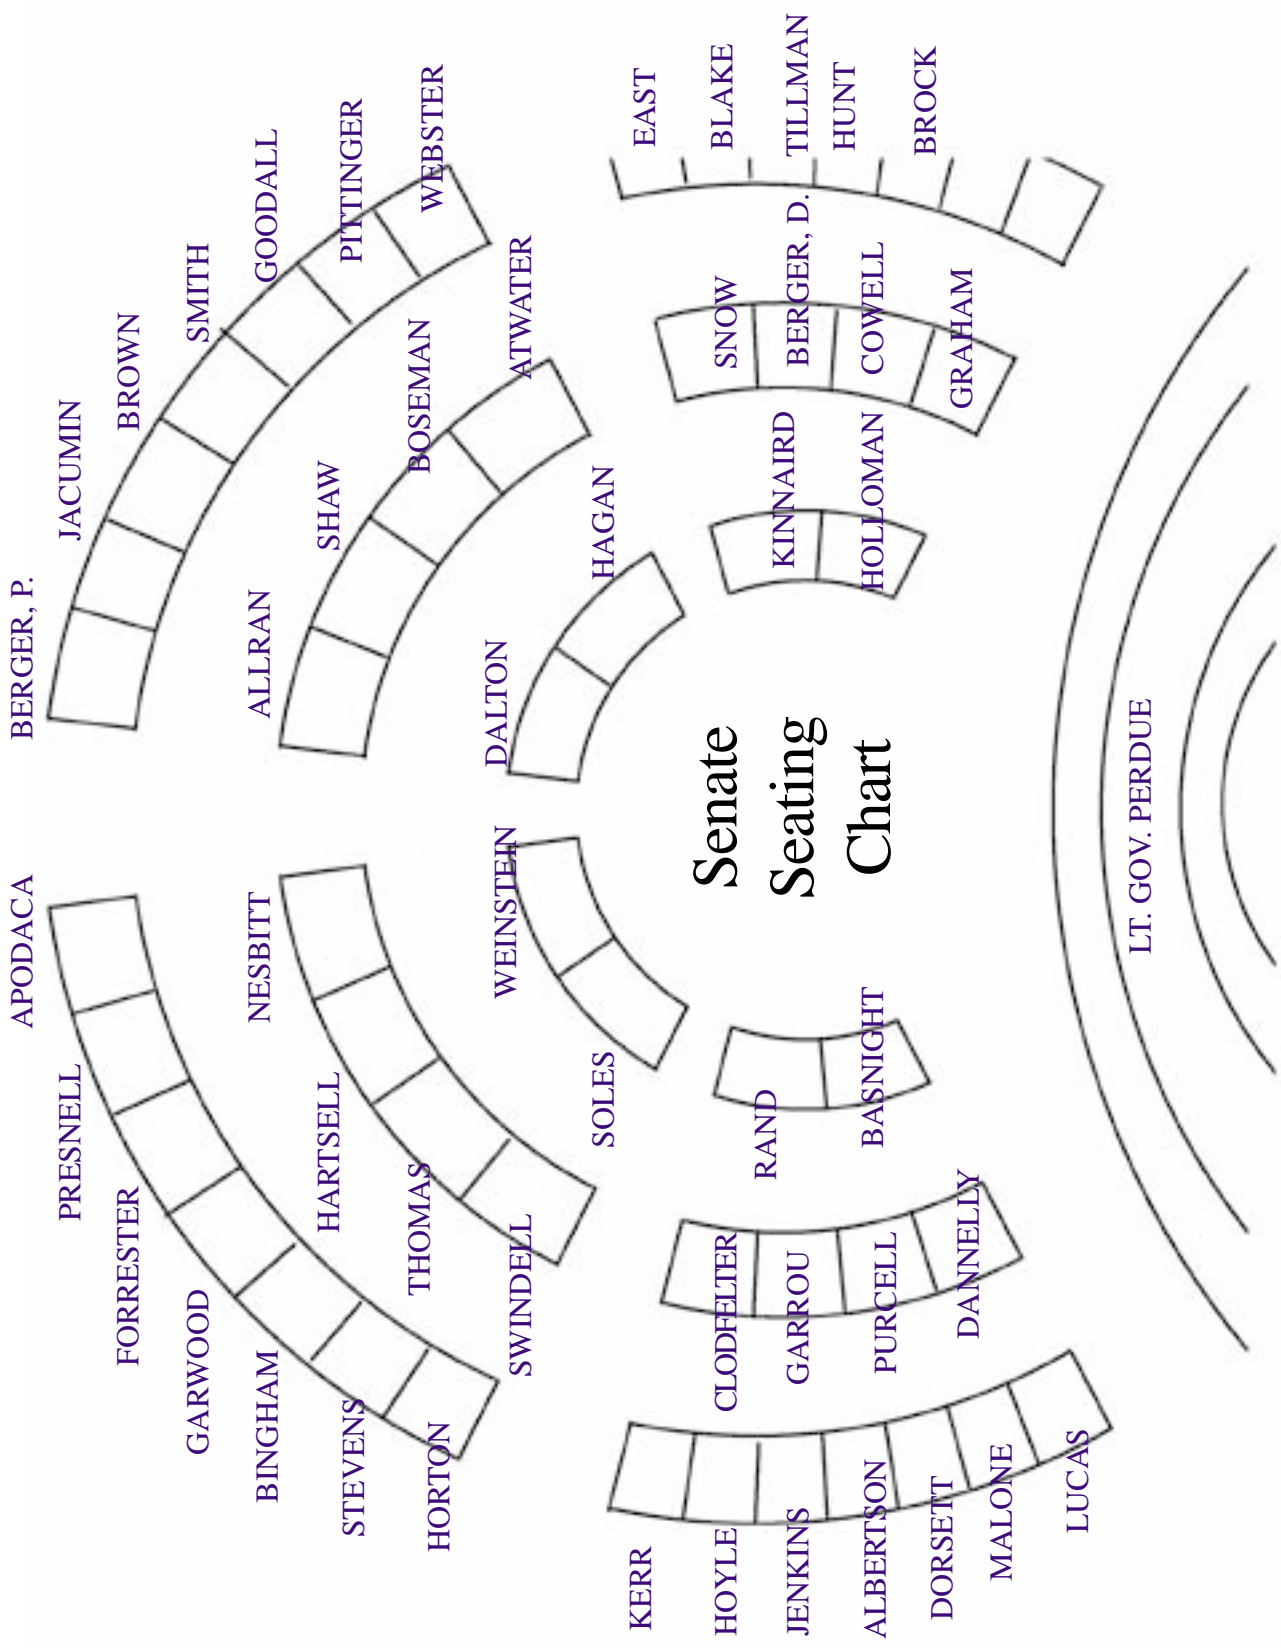 BERGER, P.
JACUMIN
BROWN
SMITH
GOODALL
PITTINGER
WEBSTER
APODACA
PRESNELL
FORRESTER
GARWOOD
BINGHAM
STEVENS
HORTON
ALLRAN
SHAW
BOSEMAN
ATWATER
NESBITT
HARTSELL
THOMAS
SWINDELL
DALTON
HAGAN
WEINSTEIN
SOLES
EAST
BLAKE
TILLMAN
HUNT
BROCK
SNOW
BERGER, D.
COWELL
GRAHAM
KINNAIRD
HOLLOMAN
Senate
Seating
Chart
RAND
BASNIGHT
CLODFELTER
GARROU
PURCELL
DANNELLY
KERR
HOYLE
JENKINS
ALBERTSON
DORSETT
MALONE
LUCAS
LT. GOV. PERDUE